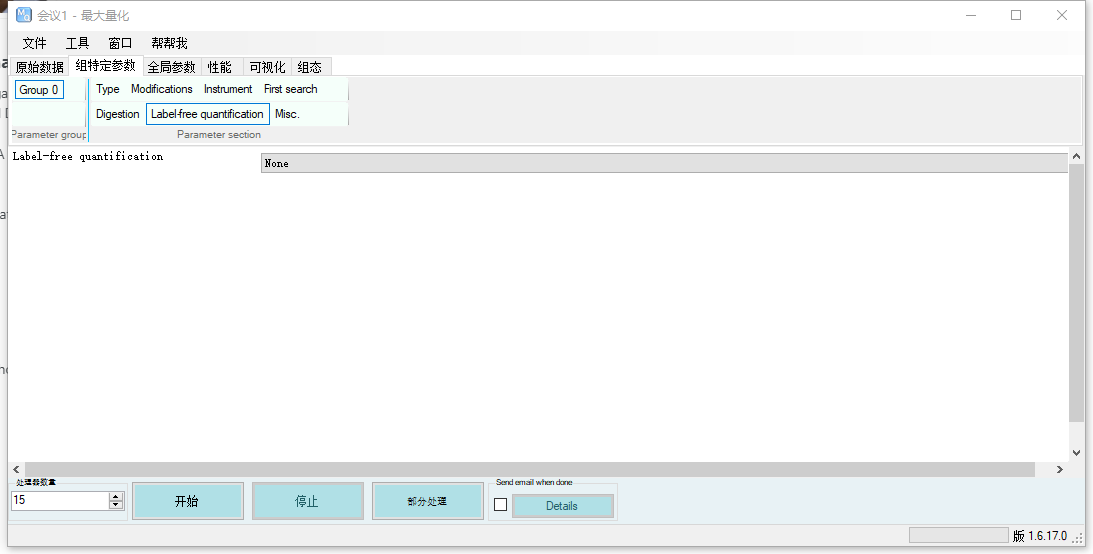 会议1 - 最大量化
文件 工具 窗口 帮帮我
原始数据 组特定参数 全局参数 性能 可视化 组态
Group 0 Type Modifications Instrument First search
Digestion Label-free quantification Misc.
Parameter group Parameter section
Label-free quantification None
处理器数量 Send email when done
15 开始 停止 部分处理 Details
版 1.6.17.0